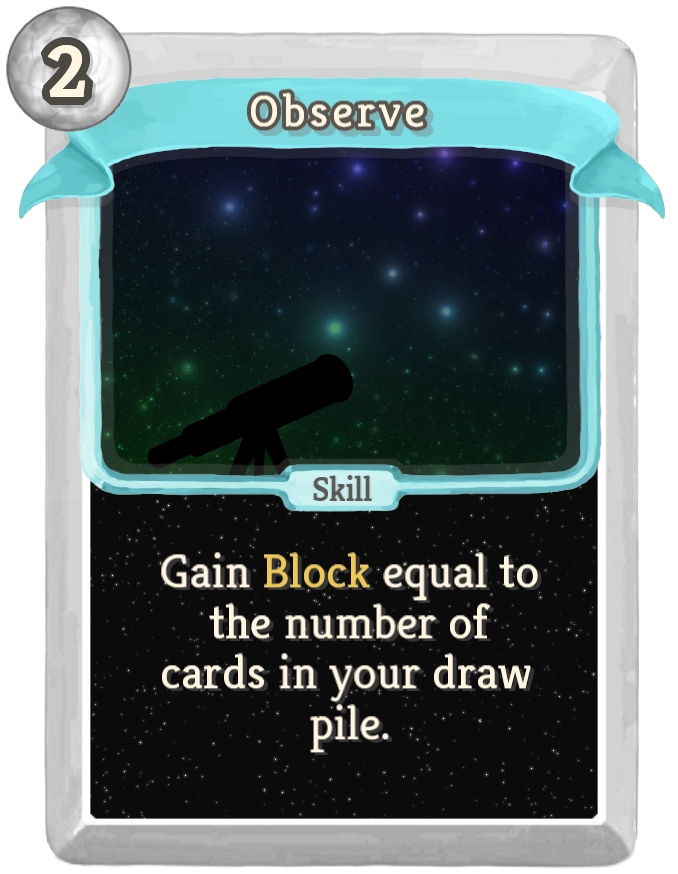 2
Observe
Skill
Gain Block equal to
the number of
cards in your draw
pile.